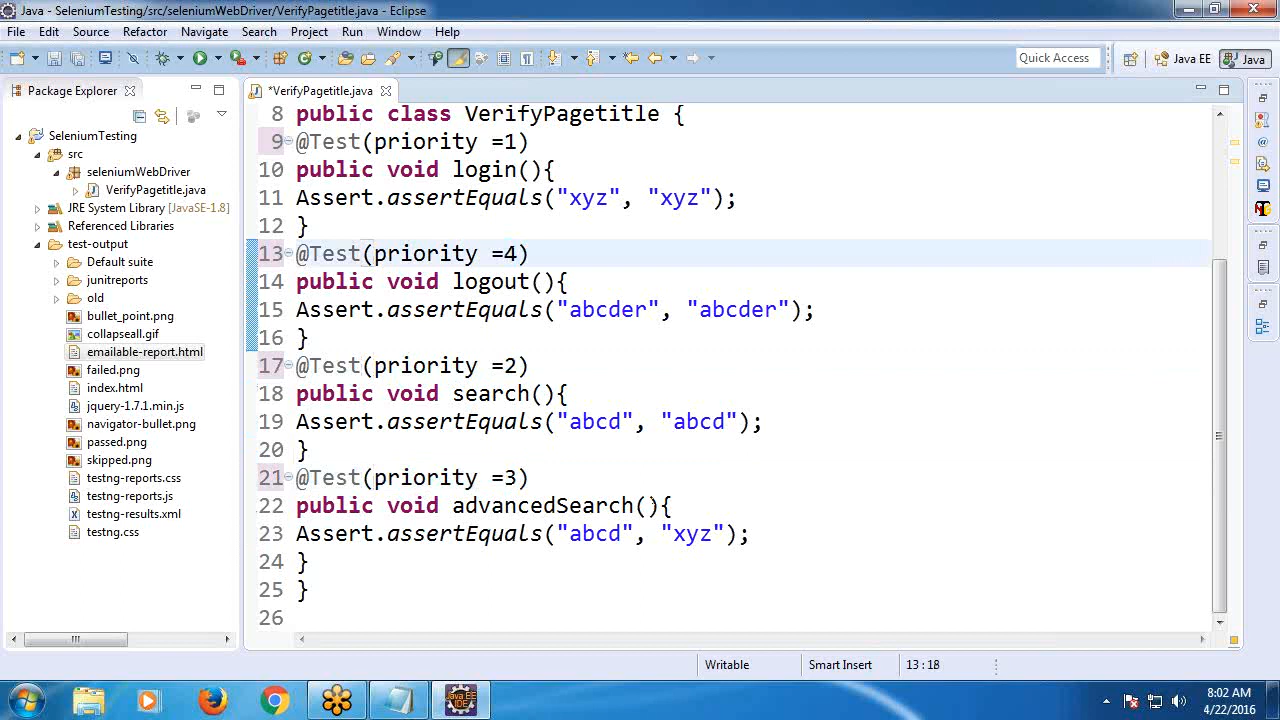 Java - SeleniumTesting/src/seleniumWebDriver/VerifyPagetitle.java - Eclipse
File Edit Source Refactor Navigate Search Project Run Window Help
Quick Access Java EE Java
Package Explorer
*VerifyPagetitle.java
SeleniumTesting
src
seleniumWebDriver
VerifyPagetitle.java
JRE System Library [JavaSE-1.8]
Referenced Libraries
test-output
Default suite
junitreports
old
bullet_point.png
collapseall.gif
emailable-report.html
failed.png
index.html
jquery-1.7.1.min.js
navigator-bullet.png
passed.png
skipped.png
testng-reports.css
testng-reports.js
testng-results.xml
testng.css
8 public class VerifyPagetitle {
9 @Test(priority =1)
10 public void login(){
11 Assert.assertEquals("xyz", "xyz");
12 }
13 @Test(priority =4)
14 public void logout(){
15 Assert.assertEquals("abcder", "abcder");
16 }
17 @Test(priority =2)
18 public void search(){
19 Assert.assertEquals("abcd", "abcd");
20 }
21 @Test(priority =3)
22 public void advancedSearch(){
23 Assert.assertEquals("abcd", "xyz");
24 }
25 }
26
Writable Smart Insert 13 : 18
Java EE
IDE
8:02 AM
4/22/2016